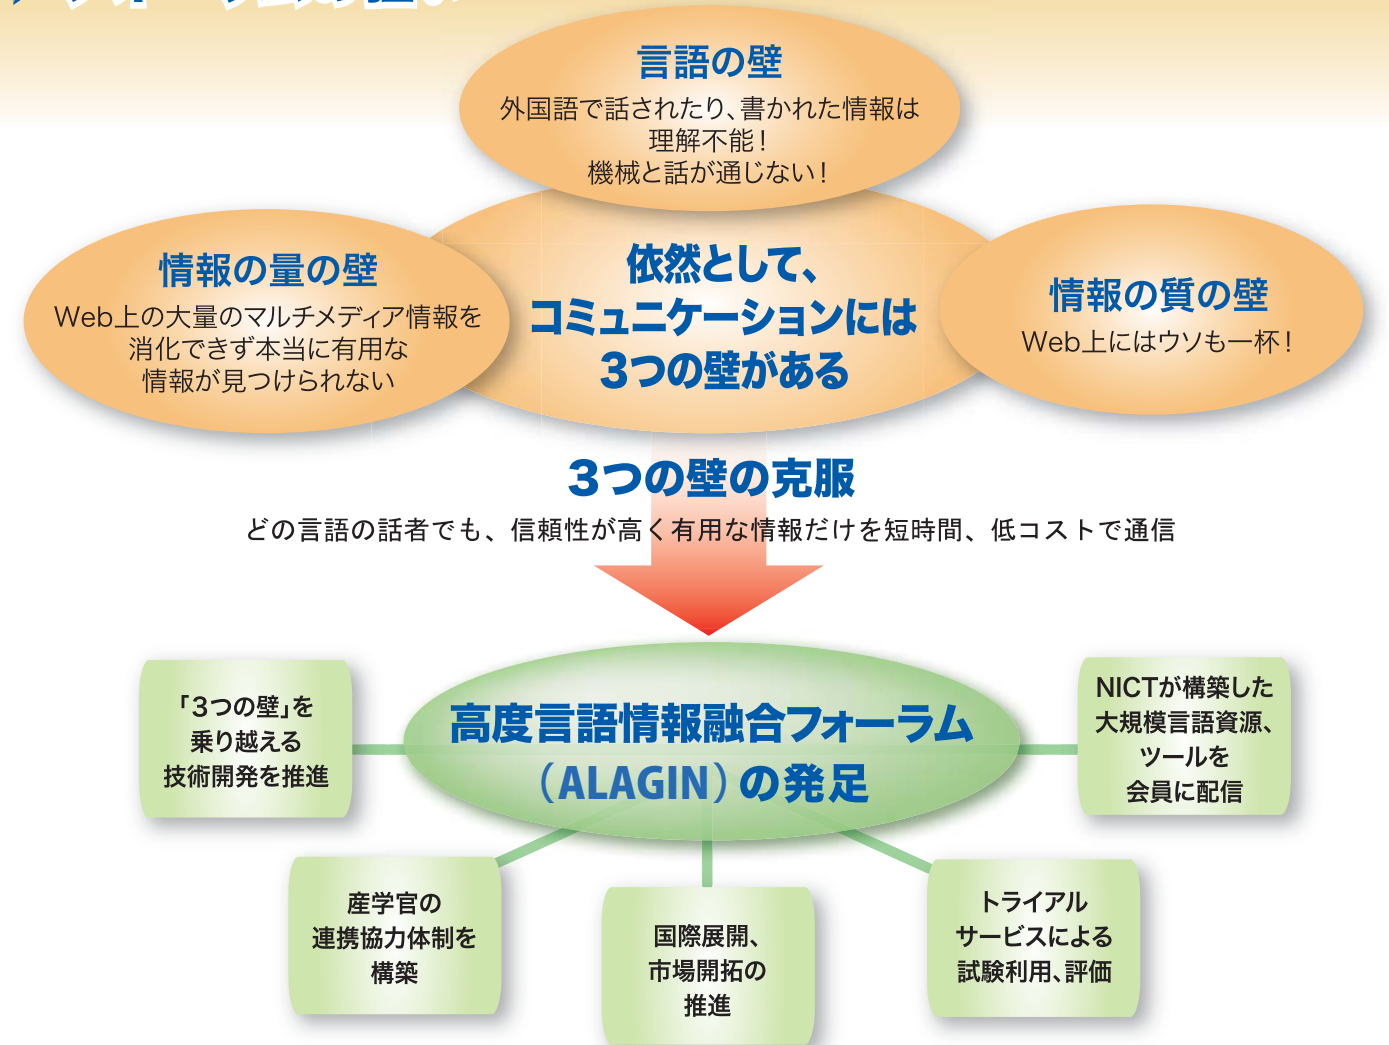 言語の壁
外国語で話されたり、書かれた情報は
理解不能！
機械と話が通じない！
情報の量の壁
Web上の大量のマルチメディア情報を
消化できず本当に有用な
情報が見つけられない
依然として、
コミュニケーションには
3つの壁がある
情報の質の壁
Web上にはウソも一杯！
3つの壁の克服
どの言語の話者でも、信頼性が高く有用な情報だけを短時間、低コストで通信
高度言語情報融合フォーラム
（ALAGIN）の発足
「3つの壁」を
乗り越える
技術開発を推進
産学官の
連携協力体制を
構築
国際展開、
市場開拓の
推進
トライアル
サービスによる
試験利用、評価
NICTが構築した
大規模言語資源、
ツールを
会員に配信